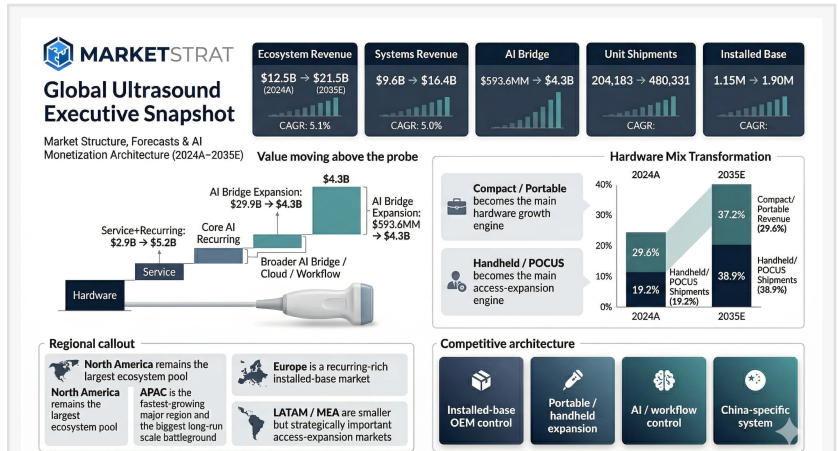 MARKETSTRAT
Global Ultrasound
Executive Snapshot
Market Structure, Forecasts & AI
Monetization Architecture (2024A–2035E)
Ecosystem Revenue
$12.5B → $21.5B
(2024A) (2035E)
CAGR: 5.1%
Systems Revenue
$9.6B → $16.4B
CAGR: 5.0%
AI Bridge
$593.6MM → $4.3B
Unit Shipments
204,183 → 480,331
CAGR:
Installed Base
1.15M → 1.90M
CAGR:
Value moving above the probe
$4.3B
AI Bridge Expansion:
$29.9B → $4.3B
AI Bridge
Expansion:
$593.6MM
→ $4.3B
Service+Recurring:
$2.9B → $5.2B
Core AI
Recurring
Broader AI Bridge /
Cloud / Workflow
Service
Hardware
Hardware Mix Transformation
Compact / Portable
becomes the main
hardware growth
engine
Handheld / POCUS
becomes the main
access-expansion
engine
2024A 2035E
40%
30%
20%
10%
0%
29.6%
19.2%
37.2%
38.9%
Handheld/
POCUS
Shipments
(19.2%)
Compact/
Portable
Revenue
(29.6%)
Handheld/
POCUS
Shipments
(38.9%)
2024A 2035E
Regional callout
North America remains the
largest ecosystem pool
North America
remains the
largest
ecosystem pool
APAC is the
fastest-growing
major region and
the biggest long-run
scale battleground
Europe is a recurring-rich
installed-base market
LATAM / MEA are smaller
but strategically important
access-expansion markets
Competitive architecture
Installed-base
OEM control
Portable /
handheld
expansion
AI / workflow
control
China-specific
system